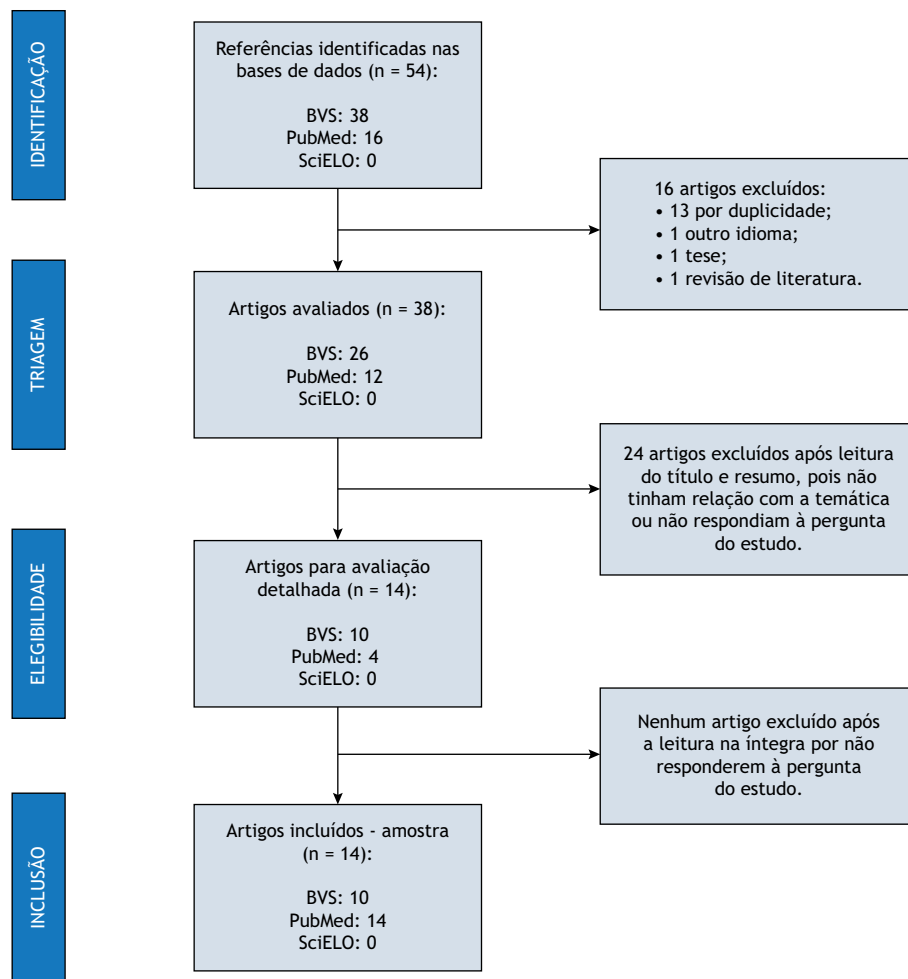 IDENTIFICAÇÃO
Referências identificadas nas
bases de dados (n = 54):
BVS: 38
PubMed: 16
SciELO: 0
16 artigos excluídos:
• 13 por duplicidade;
• 1 outro idioma;
• 1 tese;
• 1 revisão de literatura.
TRIAGEM
Artigos avaliados (n = 38):
BVS: 26
PubMed: 12
SciELO: 0
24 artigos excluídos após leitura
do título e resumo, pois não
tinham relação com a temática
ou não respondiam à pergunta
do estudo.
ELEGIBILIDADE
Artigos para avaliação
detalhada (n = 14):
BVS: 10
PubMed: 4
SciELO: 0
Nenhum artigo excluído após
a leitura na íntegra por não
responderem à pergunta
do estudo.
INCLUSÃO
Artigos incluídos - amostra
(n = 14):
BVS: 10
PubMed: 14
SciELO: 0